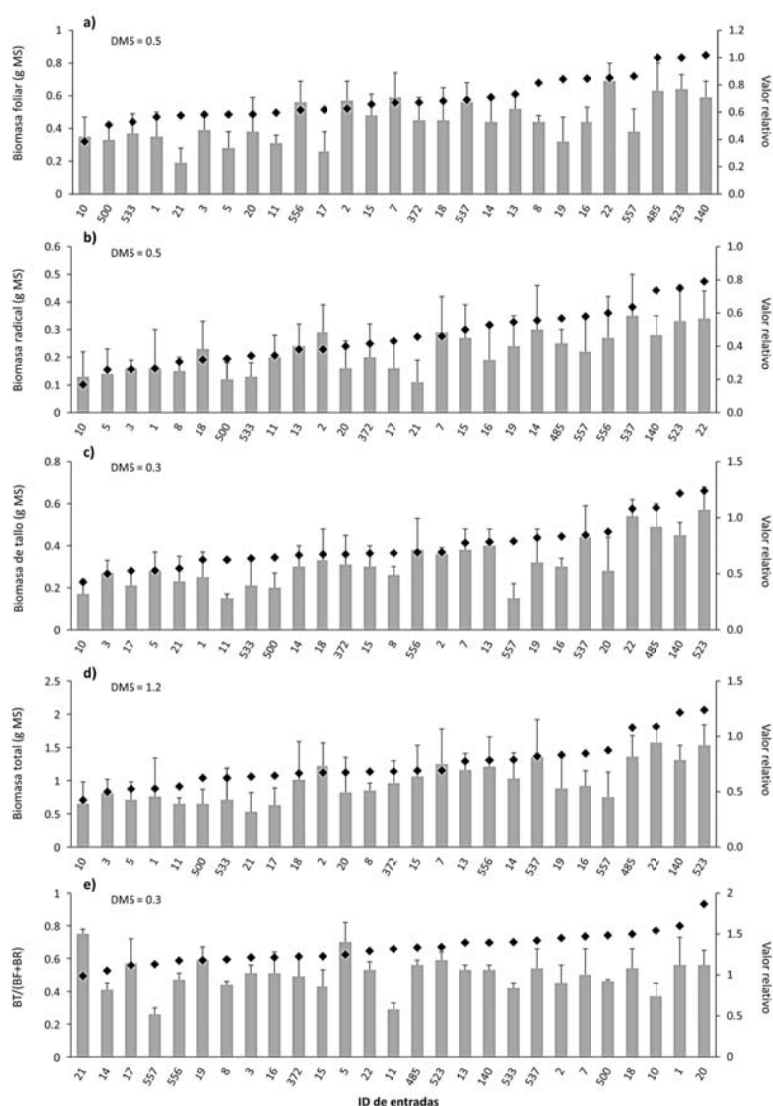 a)
DMS = 0.5
Biomasa foliar (g MS)
1
0.8
0.6
0.4
0.2
0
1.2
1.0
0.8
0.6
0.4
0.2
0.0
Valor relativo
10 500 533 1 21 3 5 20 11 556 17 2 15 7 372 18 537 14 13 8 19 16 22 557 485 523 140
b)
DMS = 0.5
Biomasa radical (g MS)
0.6
0.5
0.4
0.3
0.2
0.1
0
1.0
0.8
0.6
0.4
0.2
0.0
Valor relativo
10 5 3 1 8 18 500 533 11 13 2 20 372 17 21 7 15 16 19 14 485 557 556 537 140 523 22
c)
DMS = 0.3
Biomasa de tallo (g MS)
0.8
0.6
0.4
0.2
0
1.5
1.0
0.5
0.0
Valor relativo
10 3 17 5 21 1 11 533 500 14 18 372 15 8 556 2 7 13 557 19 16 537 20 22 485 140 523
d)
DMS = 1.2
Biomasa total (g MS)
2.5
2
1.5
1
0.5
0
1.5
1.0
0.5
0.0
Valor relativo
10 3 5 1 11 500 533 21 17 18 2 20 8 372 15 7 13 556 14 537 19 16 557 485 22 140 523
e)
DMS = 0.3
BT/(BF+BR)
1
0.8
0.6
0.4
0.2
0
2
1.5
1
0.5
0
Valor relativo
21 14 17 557 556 19 8 3 16 372 15 5 22 11 485 523 13 140 533 537 2 7 500 18 10 1 20
ID de entradas